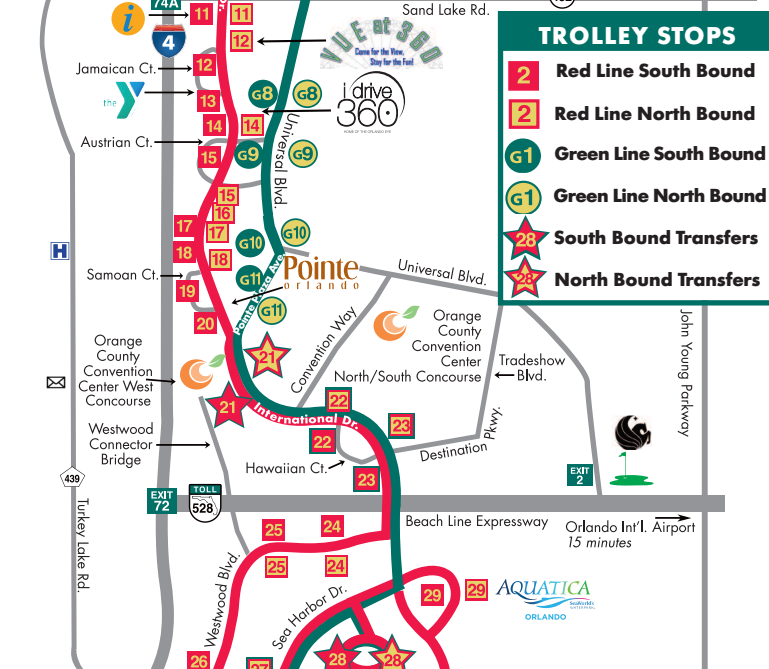 74A
Sand Lake Rd.
11
11
i
4
12
VUE at 360
Come for the View,
Stay for the Fun!
Jamaican Ct.
12
the Y
13
G8
G8
i drive
360
HOME OF THE ORLANDO EYE
14
14
Austrian Ct.
15
G9
G9
Universal Blvd.
15
16
17
17
G10
G10
H
18
18
Pointe
orlando
Samoan Ct.
G11
Pointe Plaza Ave.
19
G11
20
Universal Blvd.
Orange
County
Convention
Center West
Concourse
21
21
Convention Way
Orange
County
Convention
Center
North/South Concourse
Tradeshow
Blvd.
John Young Parkway
International Dr.
22
22
23
Westwood
Connector
Bridge
Hawaiian Ct.
23
Destination Pkwy.
439
Turkey Lake Rd.
EXIT
72
TOLL
528
EXIT
2
Beach Line Expressway
Orlando Int'l. Airport
15 minutes
25
24
25
24
Westwood Blvd.
Sea Harbor Dr.
29
29
AQUATICA
SeaWorld's
WATERPARK
ORLANDO
26
27
28
28
TROLLEY STOPS
2 Red Line South Bound
2 Red Line North Bound
G1 Green Line South Bound
G1 Green Line North Bound
28 South Bound Transfers
28 North Bound Transfers